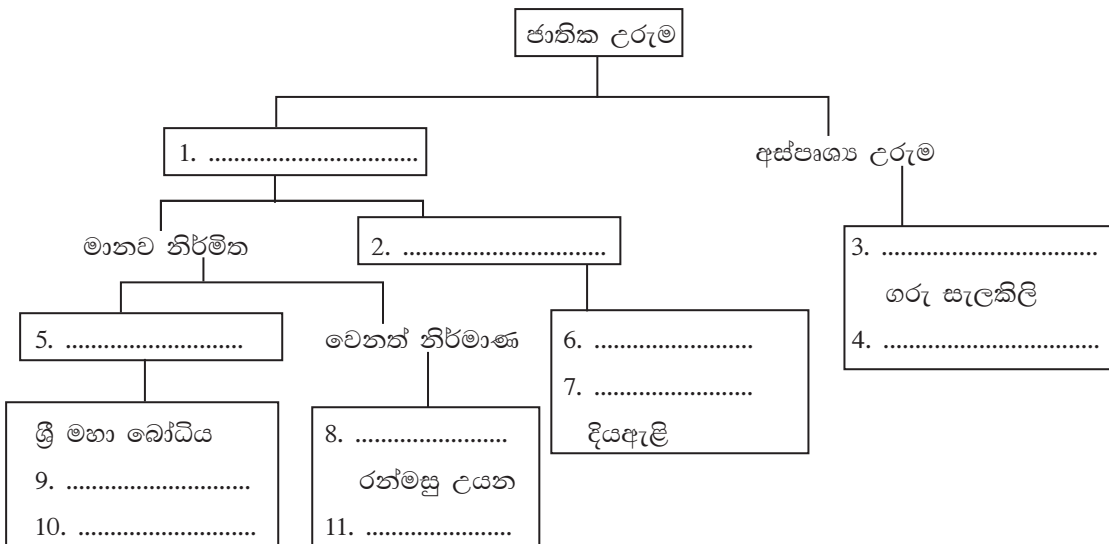 ජාතික උරුම
1. .................................
අස්පෘශ්‍ය උරුම
මානව නිර්මිත
2. ................................
3. ..................................
ගරු සැලකිලි
4. ..................................
5. ............................
වෙනත් නිර්මාණ
6. .........................
7. .........................
දියඇළි
ශ්‍රී මහා බෝධිය
9. .............................
10. ............................
8. ........................
රන්මසු උයන
11. .......................